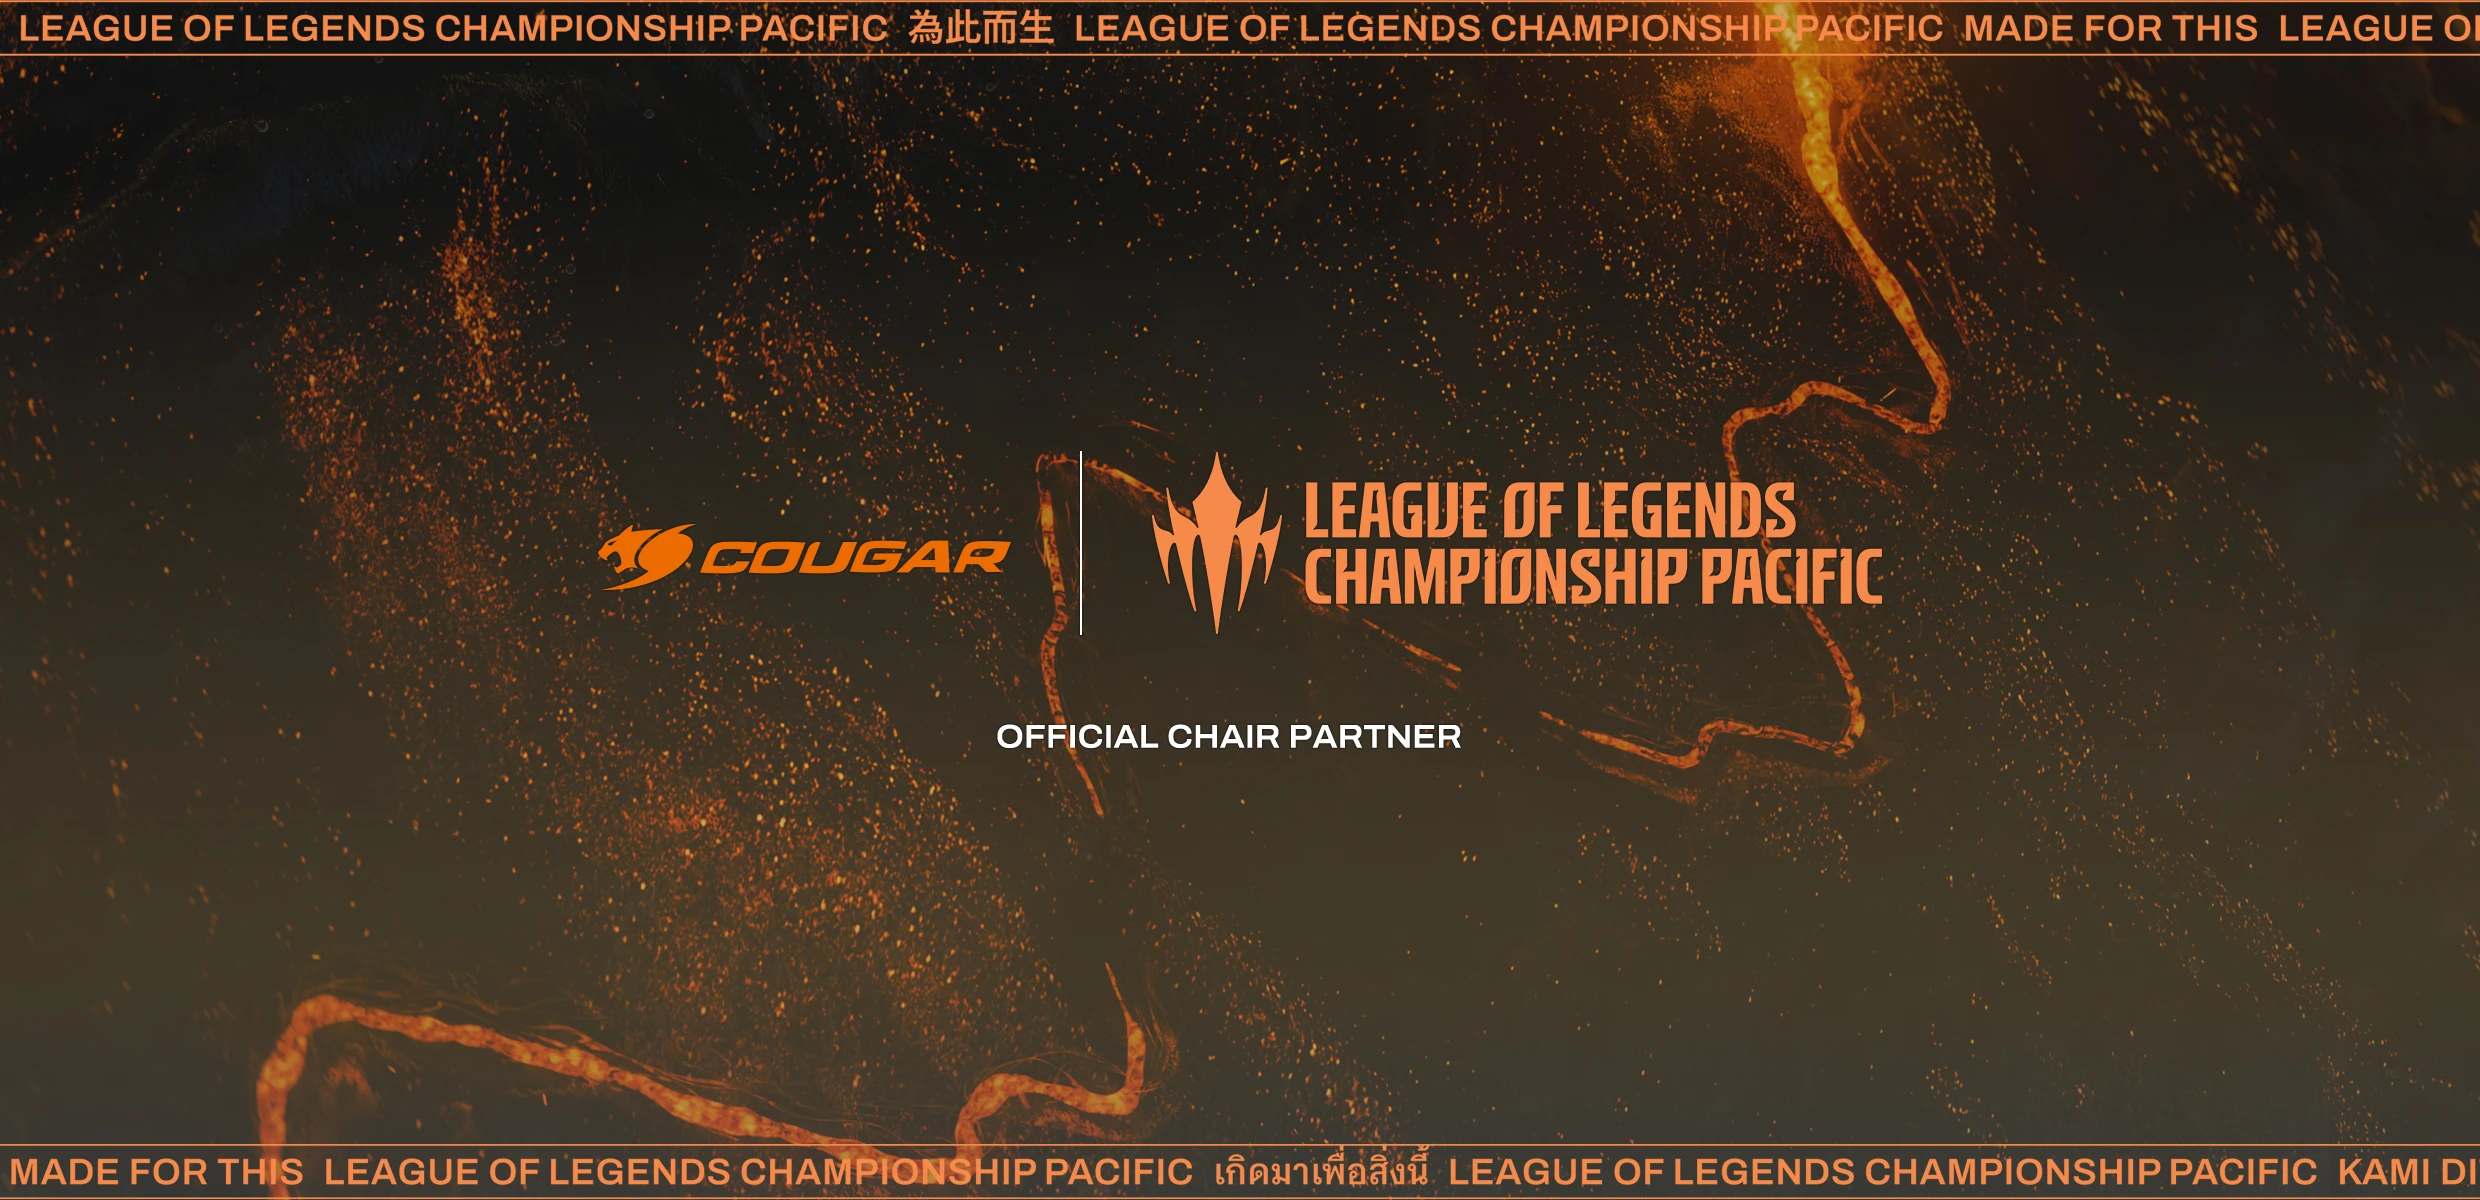 LEAGUE OF LEGENDS CHAMPIONSHIP PACIFIC 為此而生 LEAGUE OF LEGENDS CHAMPIONSHIP PACIFIC MADE FOR THIS LEAGUE
COUGAR
LEAGUE OF LEGENDS
CHAMPIONSHIP PACIFIC
OFFICIAL CHAIR PARTNER
MADE FOR THIS LEAGUE OF LEGENDS CHAMPIONSHIP PACIFIC เกิดมาเพื่อสิ่งนี้ LEAGUE OF LEGENDS CHAMPIONSHIP PACIFIC KAMI